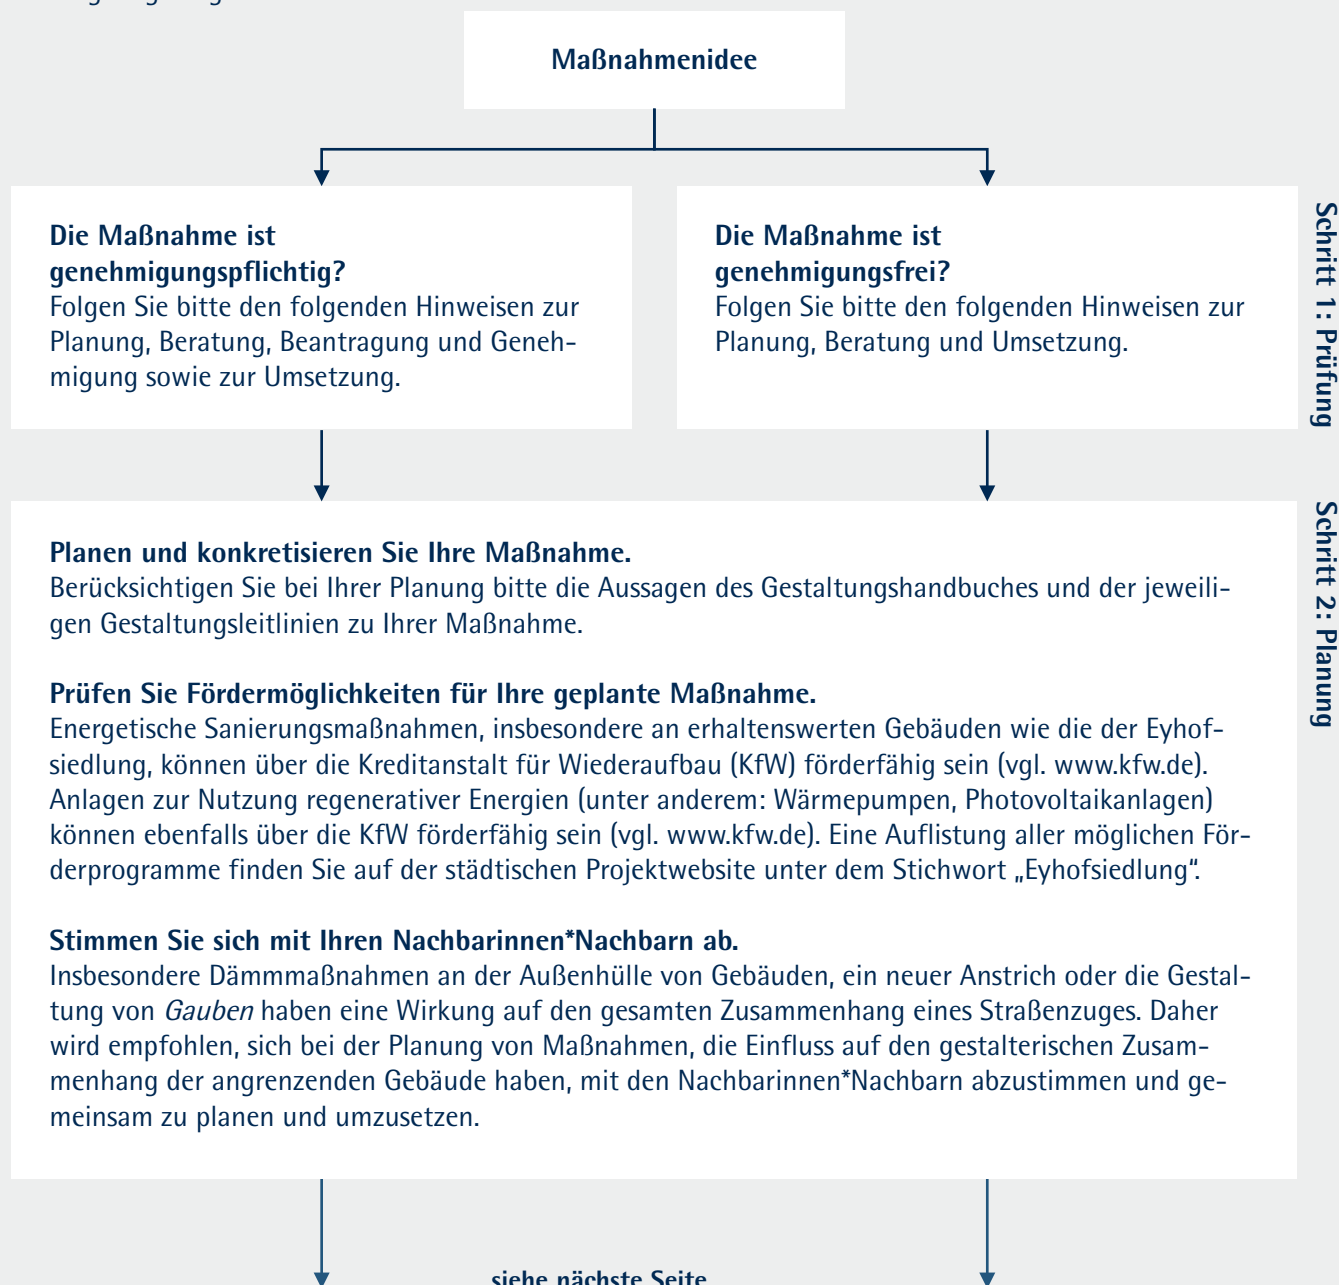 Maßnahmenidee
Die Maßnahme ist
genehmigungspflichtig?
Folgen Sie bitte den folgenden Hinweisen zur
Planung, Beratung, Beantragung und Geneh-
migung sowie zur Umsetzung.
Die Maßnahme ist
genehmigungsfrei?
Folgen Sie bitte den folgenden Hinweisen zur
Planung, Beratung und Umsetzung.
Schritt 1: Prüfung
Planen und konkretisieren Sie Ihre Maßnahme.
Berücksichtigen Sie bei Ihrer Planung bitte die Aussagen des Gestaltungshandbuches und der jeweili-
gen Gestaltungsleitlinien zu Ihrer Maßnahme.
Prüfen Sie Fördermöglichkeiten für Ihre geplante Maßnahme.
Energetische Sanierungsmaßnahmen, insbesondere an erhaltenswerten Gebäuden wie die der Eyhof-
siedlung, können über die Kreditanstalt für Wiederaufbau (KfW) förderfähig sein (vgl. www.kfw.de).
Anlagen zur Nutzung regenerativer Energien (unter anderem: Wärmepumpen, Photovoltaikanlagen)
können ebenfalls über die KfW förderfähig sein (vgl. www.kfw.de). Eine Auflistung aller möglichen För-
derprogramme finden Sie auf der städtischen Projektwebsite unter dem Stichwort „Eyhofsiedlung“.
Stimmen Sie sich mit Ihren Nachbarinnen*Nachbarn ab.
Insbesondere Dämmmaßnahmen an der Außenhülle von Gebäuden, ein neuer Anstrich oder die Gestal-
tung von Gauben haben eine Wirkung auf den gesamten Zusammenhang eines Straßenzuges. Daher
wird empfohlen, sich bei der Planung von Maßnahmen, die Einfluss auf den gestalterischen Zusam-
menhang der angrenzenden Gebäude haben, mit den Nachbarinnen*Nachbarn abzustimmen und ge-
meinsam zu planen und umzusetzen.
Schritt 2: Planung
siehe nächste Seite